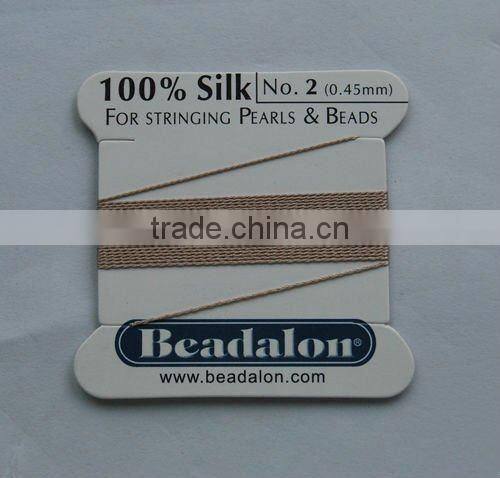 100% Silk No. 2 (0.45mm)
FOR STRINGING PEARLS & BEADS
trade.china.cn
Beadalon®
www.beadalon.com